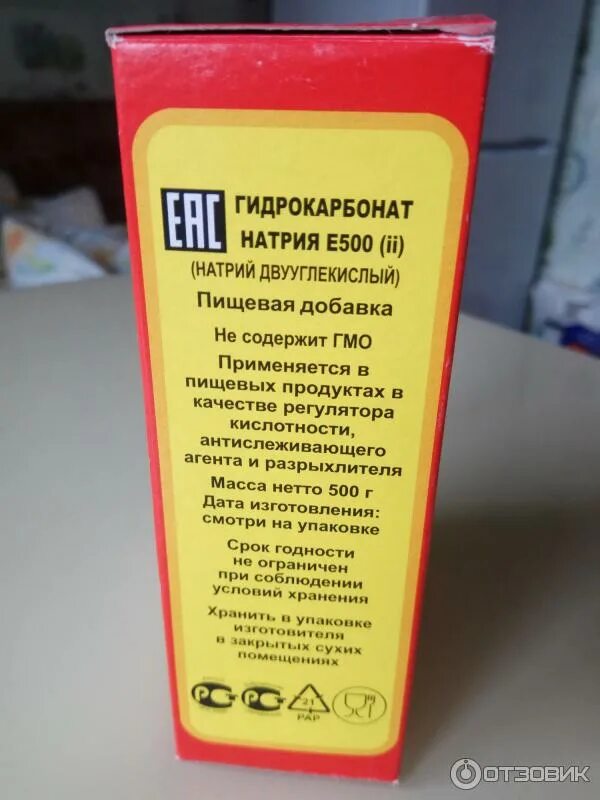 EAC
ГИДРОКАРБОНАТ
НАТРИЯ Е500 (ii)
(НАТРИЙ ДВУУГЛЕКИСЛЫЙ)
Пищевая добавка
Не содержит ГМО
Применяется в
пищевых продуктах в
качестве регулятора
кислотности,
антислеживающего
агента и разрыхлителя
Масса нетто 500 г
Дата изготовления:
смотри на упаковке
Срок годности
не ограничен
при соблюдении
условий хранения
Хранить в упаковке
изготовителя
в закрытых сухих
помещениях
21
PAP
ОТЗОВИК